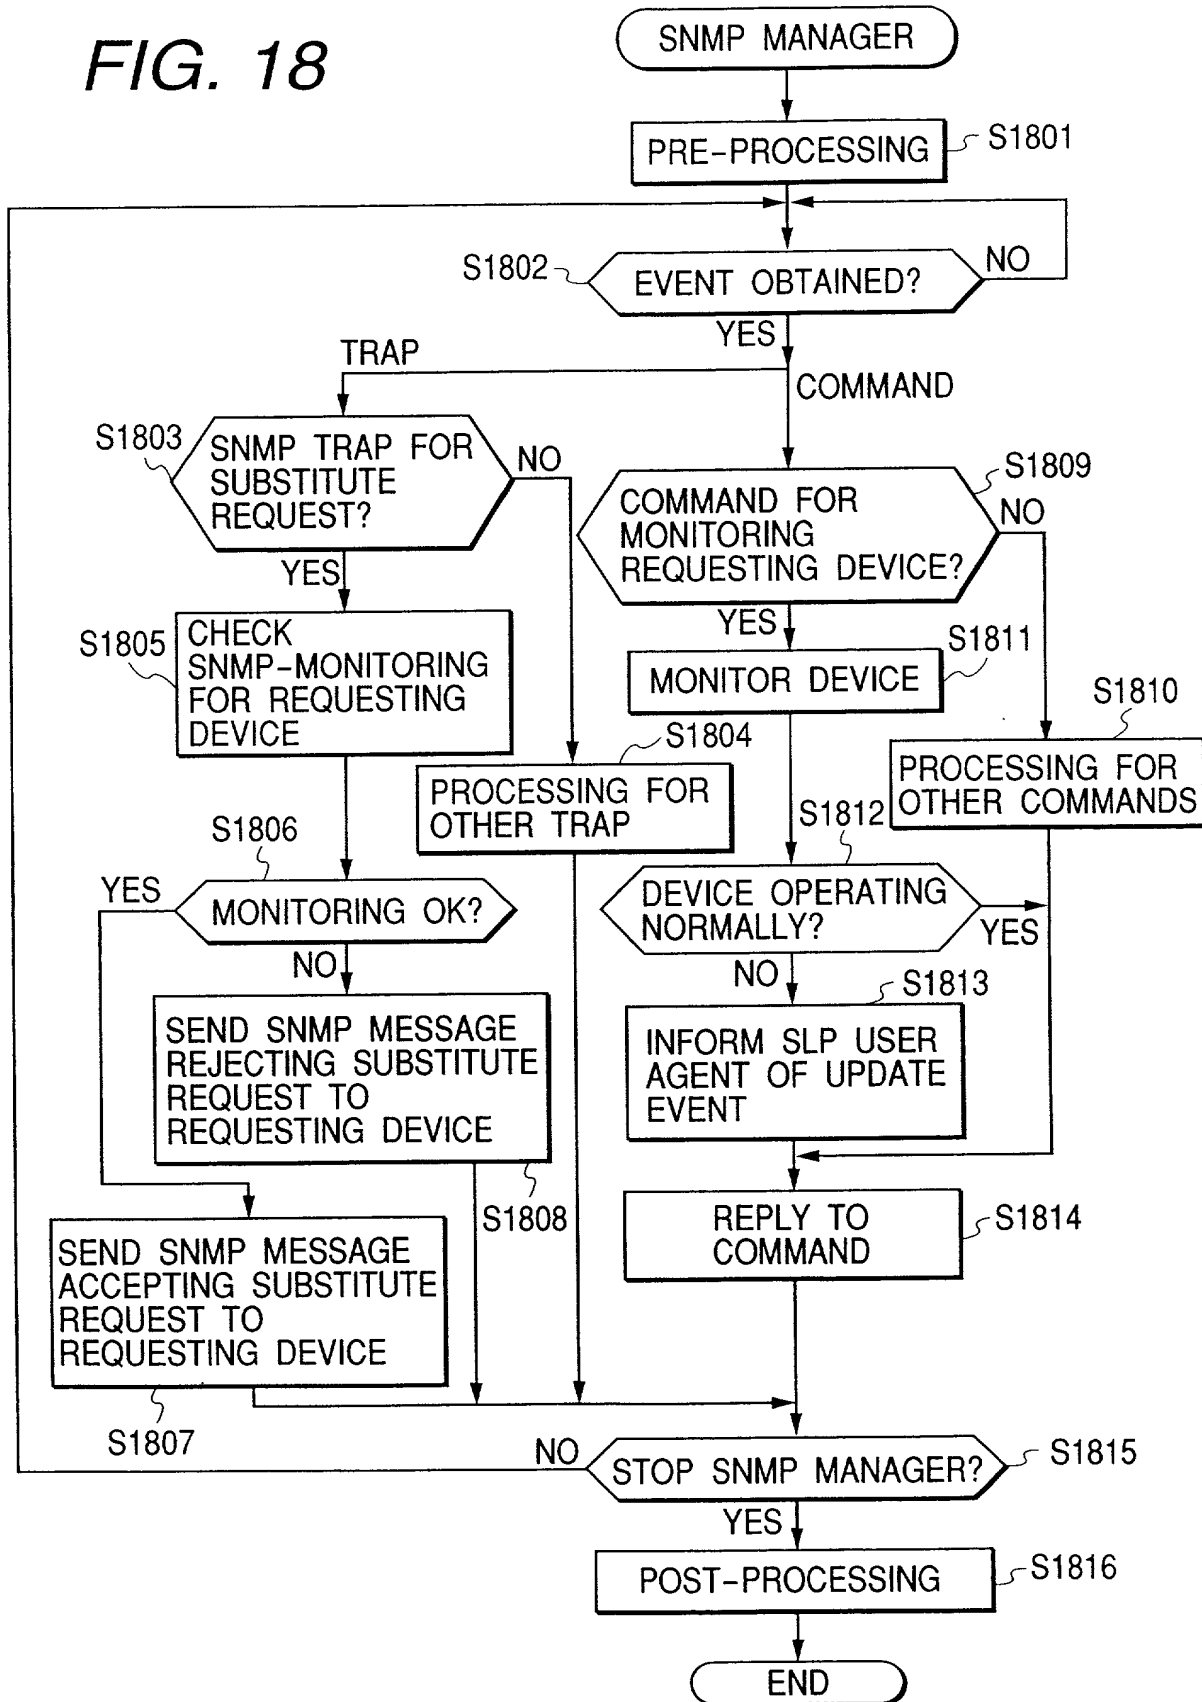 FIG. 18
SNMP MANAGER
PRE-PROCESSING
S1801
S1802
EVENT OBTAINED?
NO
YES
TRAP
COMMAND
S1803
SNMP TRAP FOR
SUBSTITUTE
REQUEST?
NO
YES
S1809
COMMAND FOR
MONITORING
REQUESTING DEVICE?
NO
YES
S1805
CHECK
SNMP-MONITORING
FOR REQUESTING
DEVICE
S1811
MONITOR DEVICE
S1804
PROCESSING FOR
OTHER TRAP
S1810
PROCESSING FOR
OTHER COMMANDS
S1806
MONITORING OK?
YES
NO
S1812
DEVICE OPERATING
NORMALLY?
YES
NO
SEND SNMP MESSAGE
REJECTING SUBSTITUTE
REQUEST TO
REQUESTING DEVICE
S1808
S1813
INFORM SLP USER
AGENT OF UPDATE
EVENT
SEND SNMP MESSAGE
ACCEPTING SUBSTITUTE
REQUEST TO
REQUESTING DEVICE
S1807
REPLY TO
COMMAND
S1814
NO
STOP SNMP MANAGER?
S1815
YES
POST-PROCESSING
S1816
END